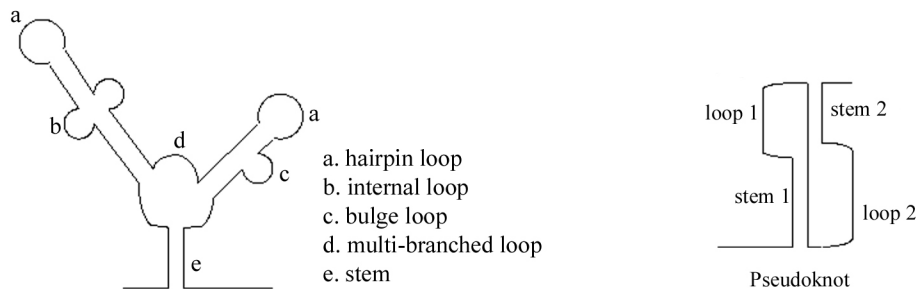 a
b
d
a
c
e
a. hairpin loop
b. internal loop
c. bulge loop
d. multi-branched loop
e. stem
loop 1
stem 2
stem 1
loop 2
Pseudoknot